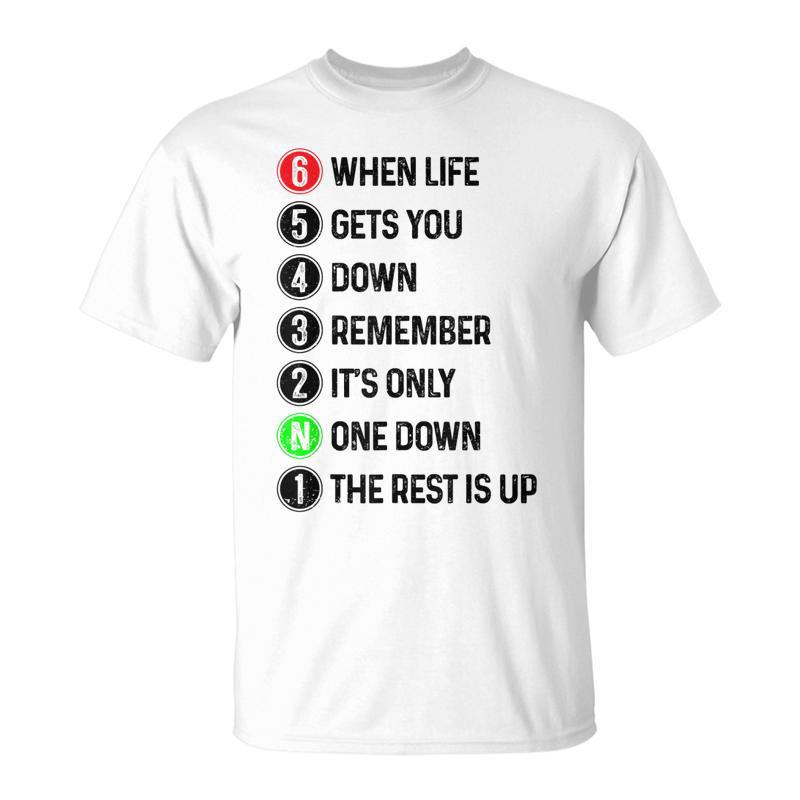 6 WHEN LIFE
5 GETS YOU
4 DOWN
3 REMEMBER
2 IT'S ONLY
N ONE DOWN
1 THE REST IS UP